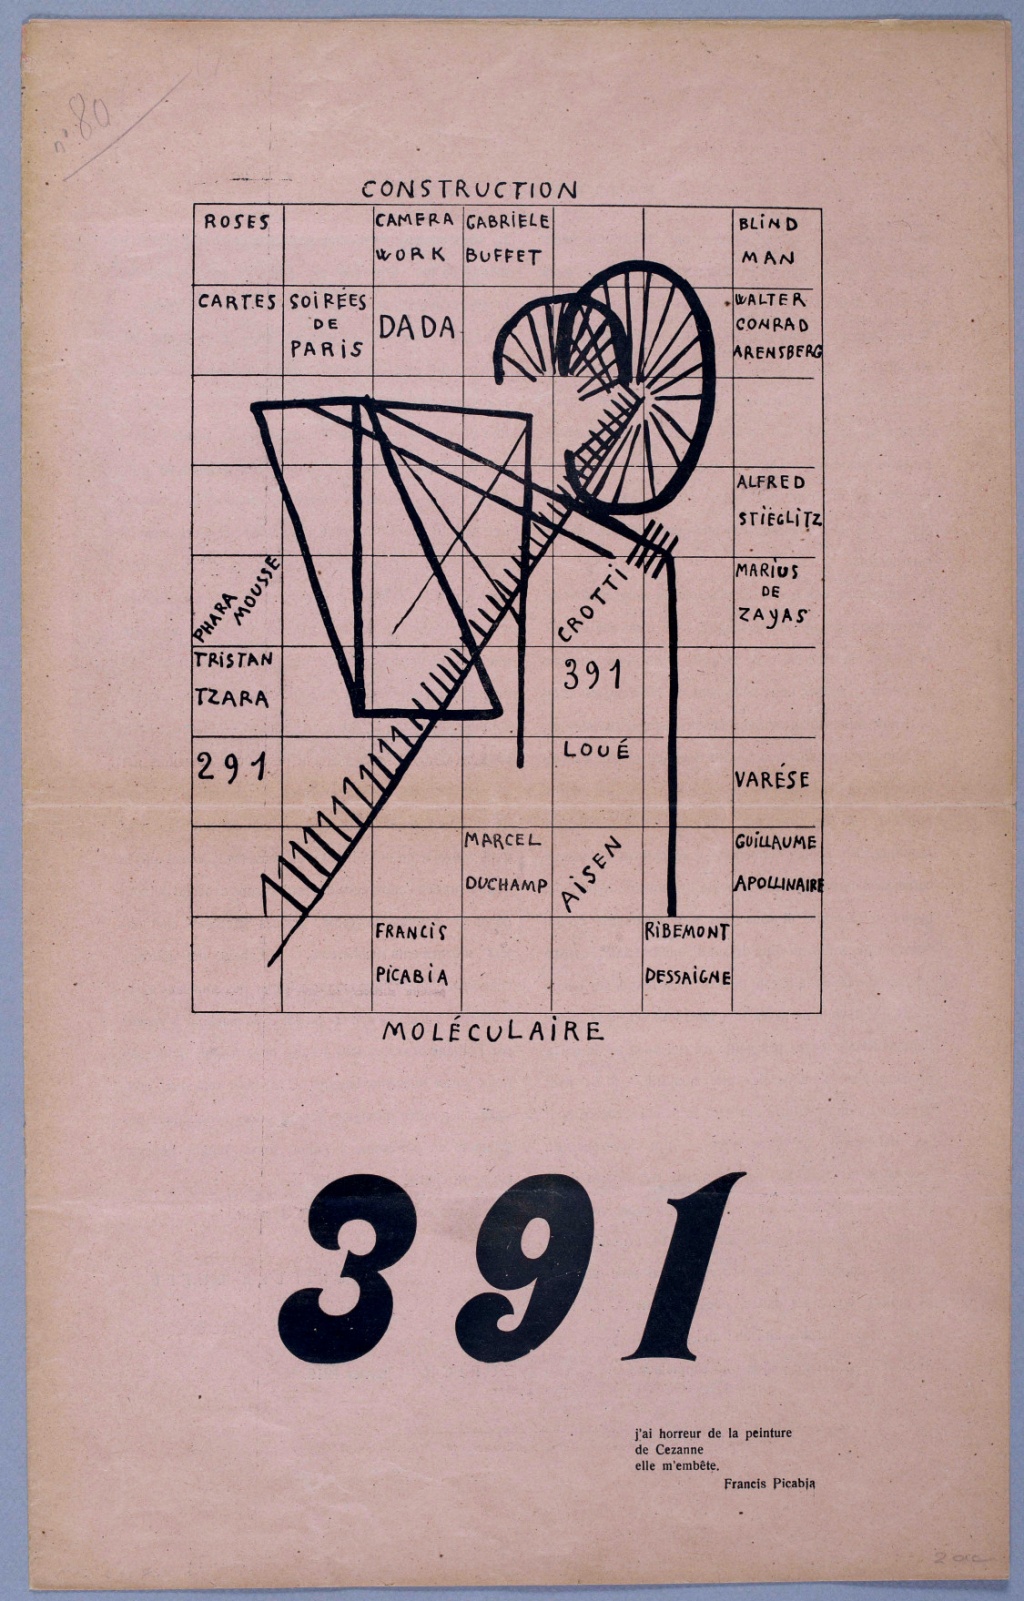 nº 80
CONSTRUCTION
ROSES
CAMERA
WORK
GABRIELE
BUFFET
BLIND
MAN
CARTES
SOIRÉES
DE
PARIS
DADA
WALTER
CONRAD
ARENSBERG
ALFRED
STIÉGLITZ
PHARA
MOUSSE
CROTTI
MARIUS
DE
ZAYAS
TRISTAN
TZARA
391
291
LOUÉ
VARÉSE
MARCEL
DUCHAMP
AISEN
GUILLAUME
APOLLINAIRE
FRANCIS
PICABIA
RIBEMONT
DESSAIGNE
MOLÉCULAIRE
391
j'ai horreur de la peinture
de Cezanne
elle m'embête.
Francis Picabia